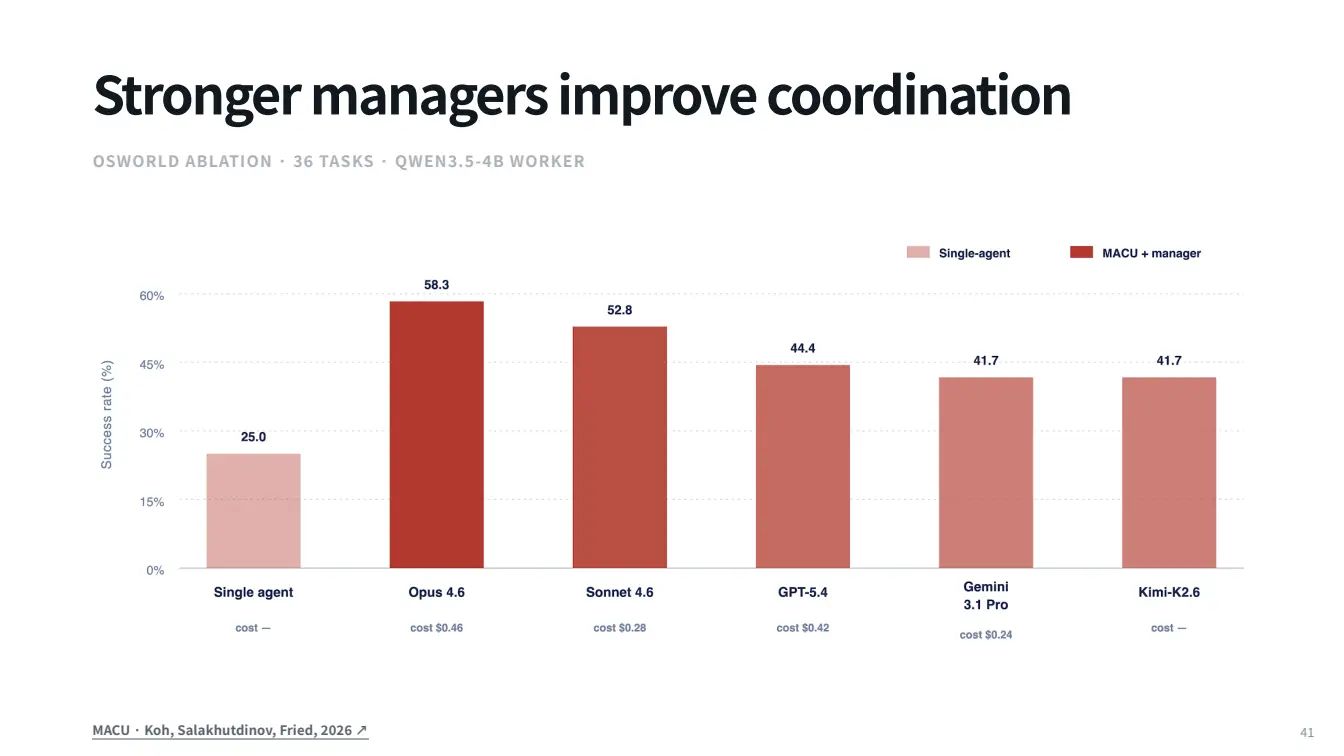 Stronger managers improve coordination
OSWORLD ABLATION · 36 TASKS · QWEN3.5-4B WORKER
Single-agent
MACU + manager
Success rate (%)
60%
45%
30%
15%
0%
25.0
58.3
52.8
44.4
41.7
41.7
Single agent
cost —
Opus 4.6
cost $0.46
Sonnet 4.6
cost $0.28
GPT-5.4
cost $0.42
Gemini
3.1 Pro
cost $0.24
Kimi-K2.6
cost —
MACU · Koh, Salakhutdinov, Fried, 2026 ↗
41